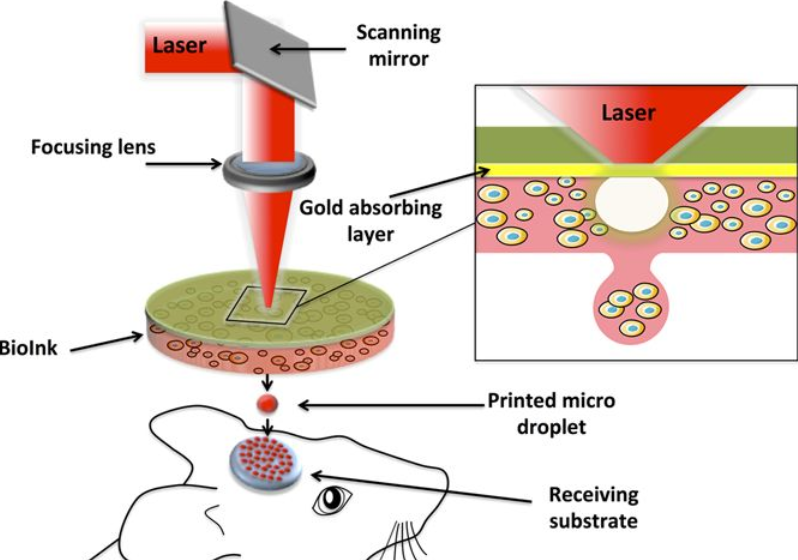 Laser
Scanning
mirror
Focusing lens
Laser
Gold absorbing
layer
BioInk
Printed micro
droplet
Receiving
substrate